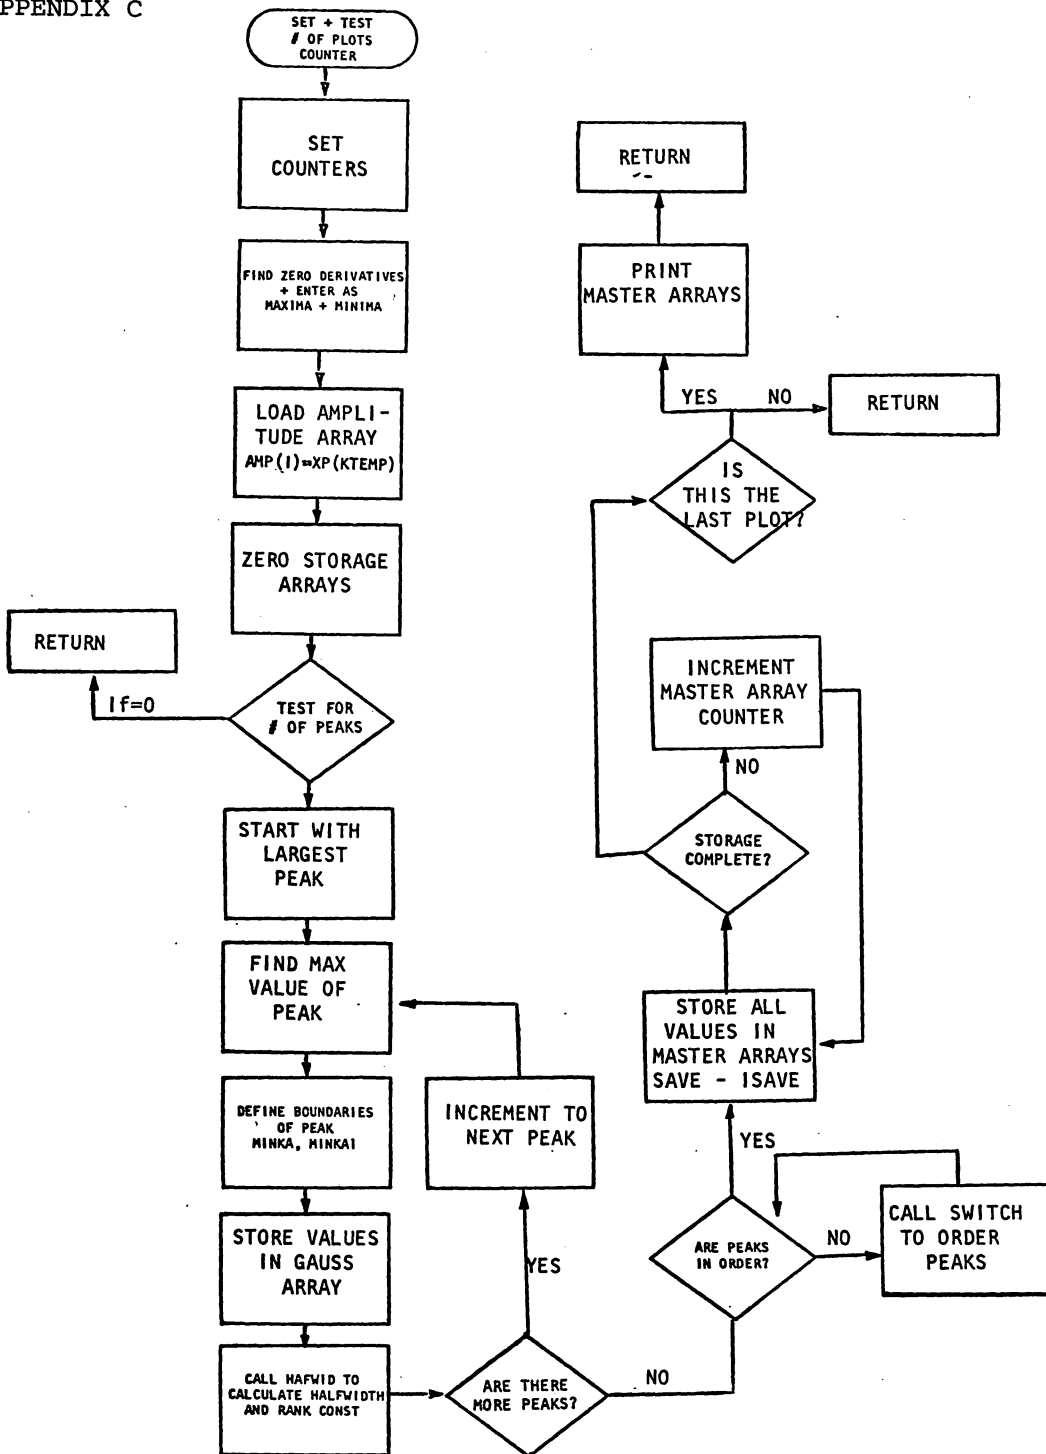 PPENDIX C
SET + TEST
# OF PLOTS
COUNTER
SET
COUNTERS
FIND ZERO DERIVATIVES
+ ENTER AS
MAXIMA + MINIMA
LOAD AMPLI-
TUDE ARRAY
AMP(I)=XP(KTEMP)
ZERO STORAGE
ARRAYS
RETURN
If=0
TEST FOR
# OF PEAKS
START WITH
LARGEST
PEAK
FIND MAX
VALUE OF
PEAK
DEFINE BOUNDARIES
OF PEAK
MINKA, MINKAI
STORE VALUES
IN GAUSS
ARRAY
CALL HAFWID TO
CALCULATE HALFWIDTH
AND RANK CONST
ARE THERE
MORE PEAKS?
YES
INCREMENT TO
NEXT PEAK
NO
ARE PEAKS
IN ORDER?
NO
CALL SWITCH
TO ORDER
PEAKS
YES
STORE ALL
VALUES IN
MASTER ARRAYS
SAVE - ISAVE
STORAGE
COMPLETE?
NO
INCREMENT
MASTER ARRAY
COUNTER
IS
THIS THE
LAST PLOT?
YES
NO
RETURN
PRINT
MASTER ARRAYS
RETURN